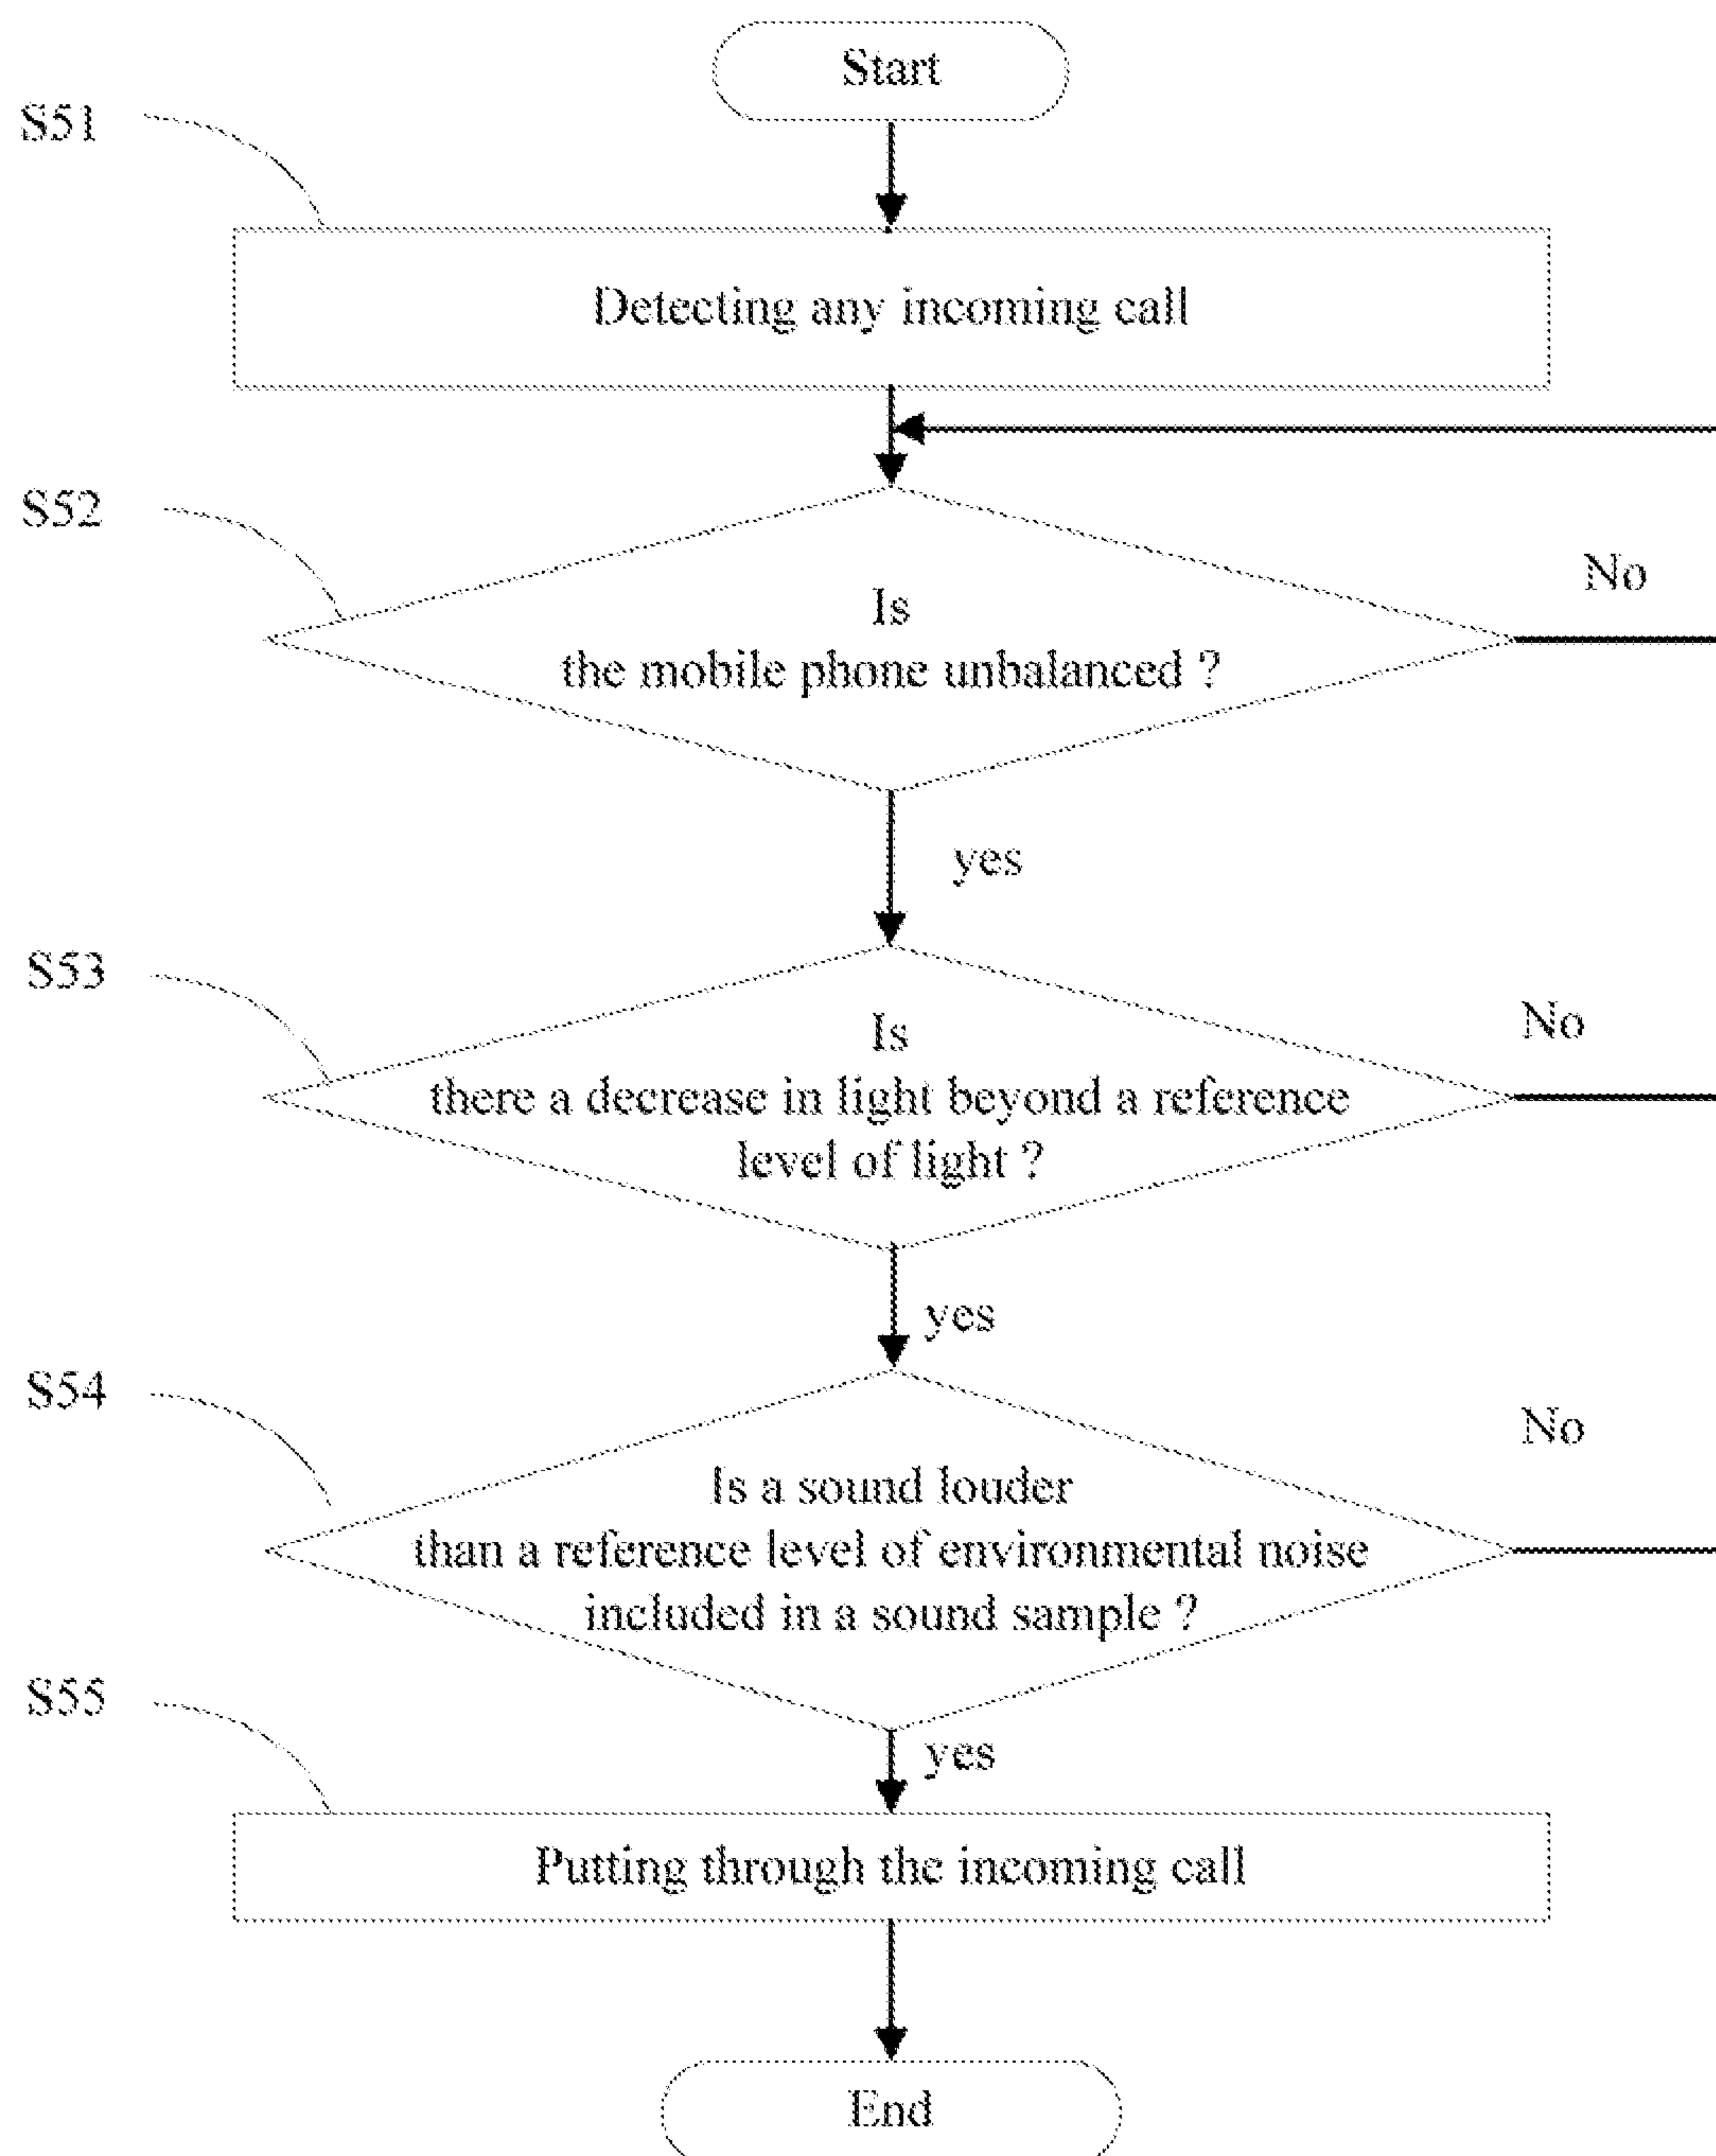 Start
S51
Detecting any incoming call
S52
No
Is
the mobile phone unbalanced ?
yes
S53
No
Is
there a decrease in light beyond a reference
level of light ?
yes
S54
No
Is a sound louder
than a reference level of environmental noise
included in a sound sample ?
S55
yes
Putting through the incoming call
End